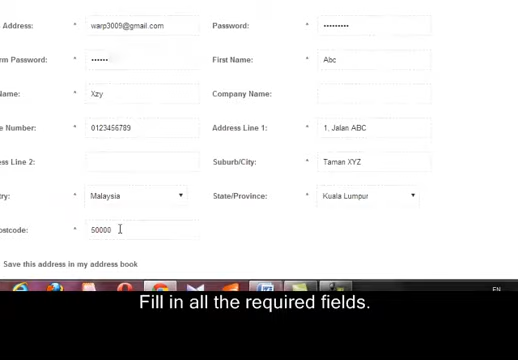 Address: * warp3009@gmail.com Password: * •••••••••
rm Password: * •••••• First Name: * Abc
Name: * Xzy Company Name:
e Number: * 0123456789 Address Line 1: * 1, Jalan ABC
ess Line 2: Suburb/City: * Taman XYZ
try: * Malaysia State/Province: * Kuala Lumpur
ostcode: * 50000
Save this address in my address book
EN
Fill in all the required fields.